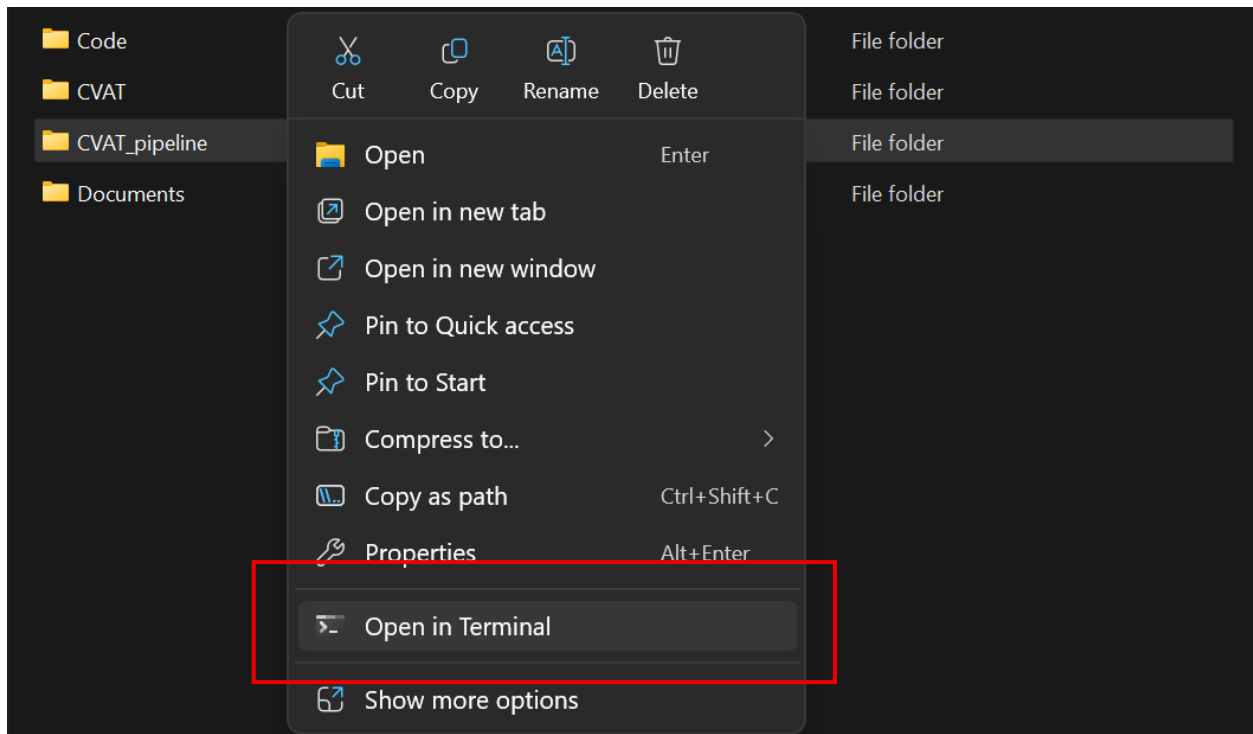 Code
File folder
CVAT
File folder
CVAT_pipeline
File folder
Documents
File folder
Cut
Copy
Rename
Delete
Open Enter
Open in new tab
Open in new window
Pin to Quick access
Pin to Start
Compress to...
Copy as path Ctrl+Shift+C
Properties Alt+Enter
Open in Terminal
Show more options